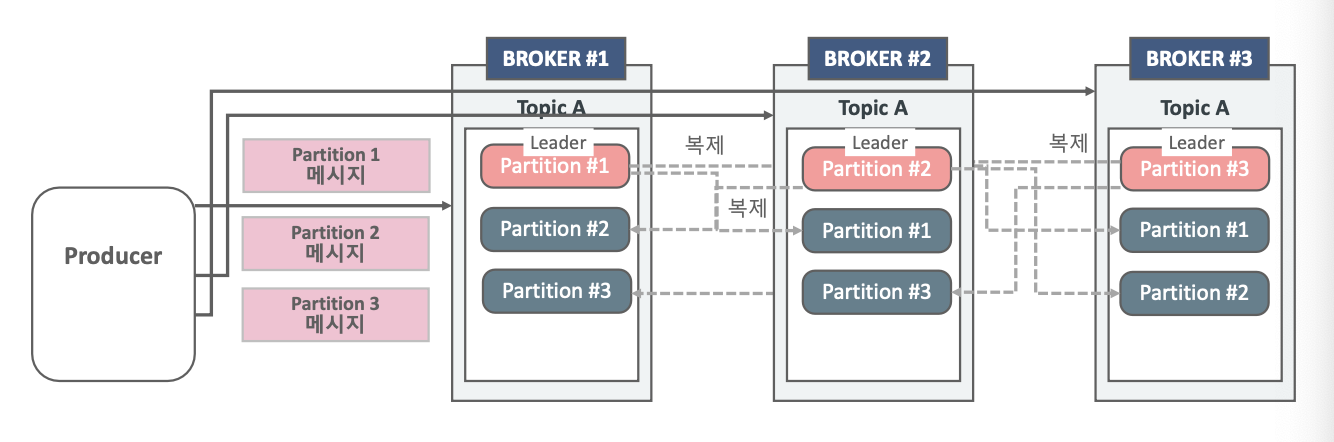 Producer
Partition 1
메시지
Partition 2
메시지
Partition 3
메시지
BROKER #1
Topic A
Leader
Partition #1
Partition #2
Partition #3
복제
복제
BROKER #2
Topic A
Leader
Partition #2
Partition #1
Partition #3
복제
BROKER #3
Topic A
Leader
Partition #3
Partition #1
Partition #2